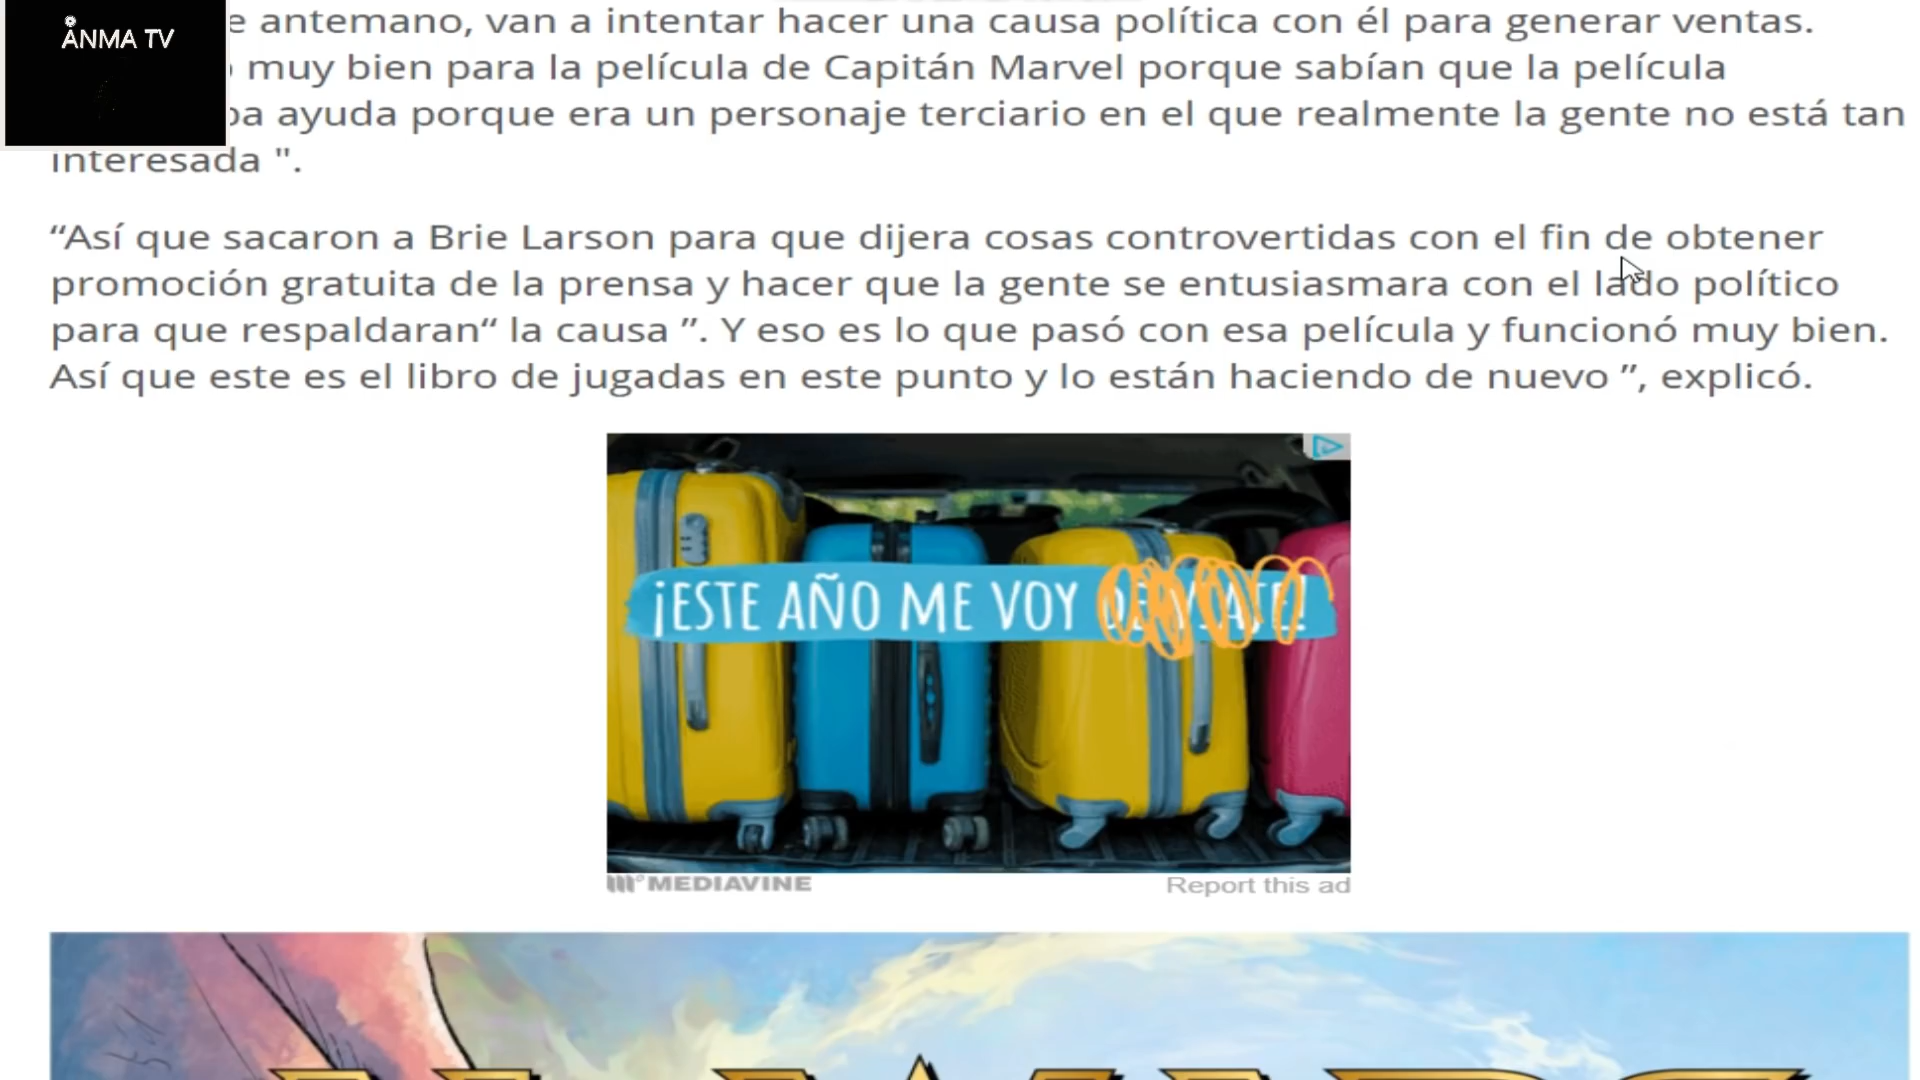 ÅNMA TV
e antemano, van a intentar hacer una causa política con él para generar ventas.
muy bien para la película de Capitán Marvel porque sabían que la película
ba ayuda porque era un personaje terciario en el que realmente la gente no está tan
interesada ".
“Así que sacaron a Brie Larson para que dijera cosas controvertidas con el fin de obtener
promoción gratuita de la prensa y hacer que la gente se entusiasmara con el lado político
para que respaldaran“ la causa ”. Y eso es lo que pasó con esa película y funcionó muy bien.
Así que este es el libro de jugadas en este punto y lo están haciendo de nuevo ”, explicó.
¡ESTE AÑO ME VOY DE VIAJE!
MEDIAVINE
Report this ad